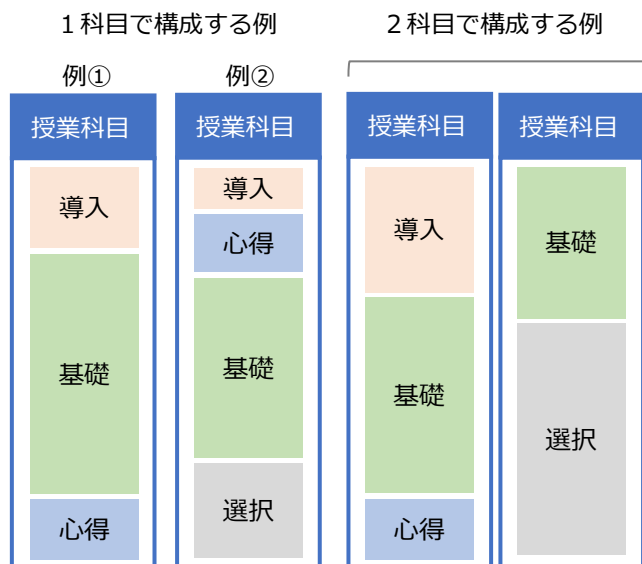 1科目で構成する例
2科目で構成する例
例①
例②
授業科目
導入
基礎
心得
授業科目
導入
心得
基礎
選択
授業科目
導入
基礎
心得
授業科目
基礎
選択